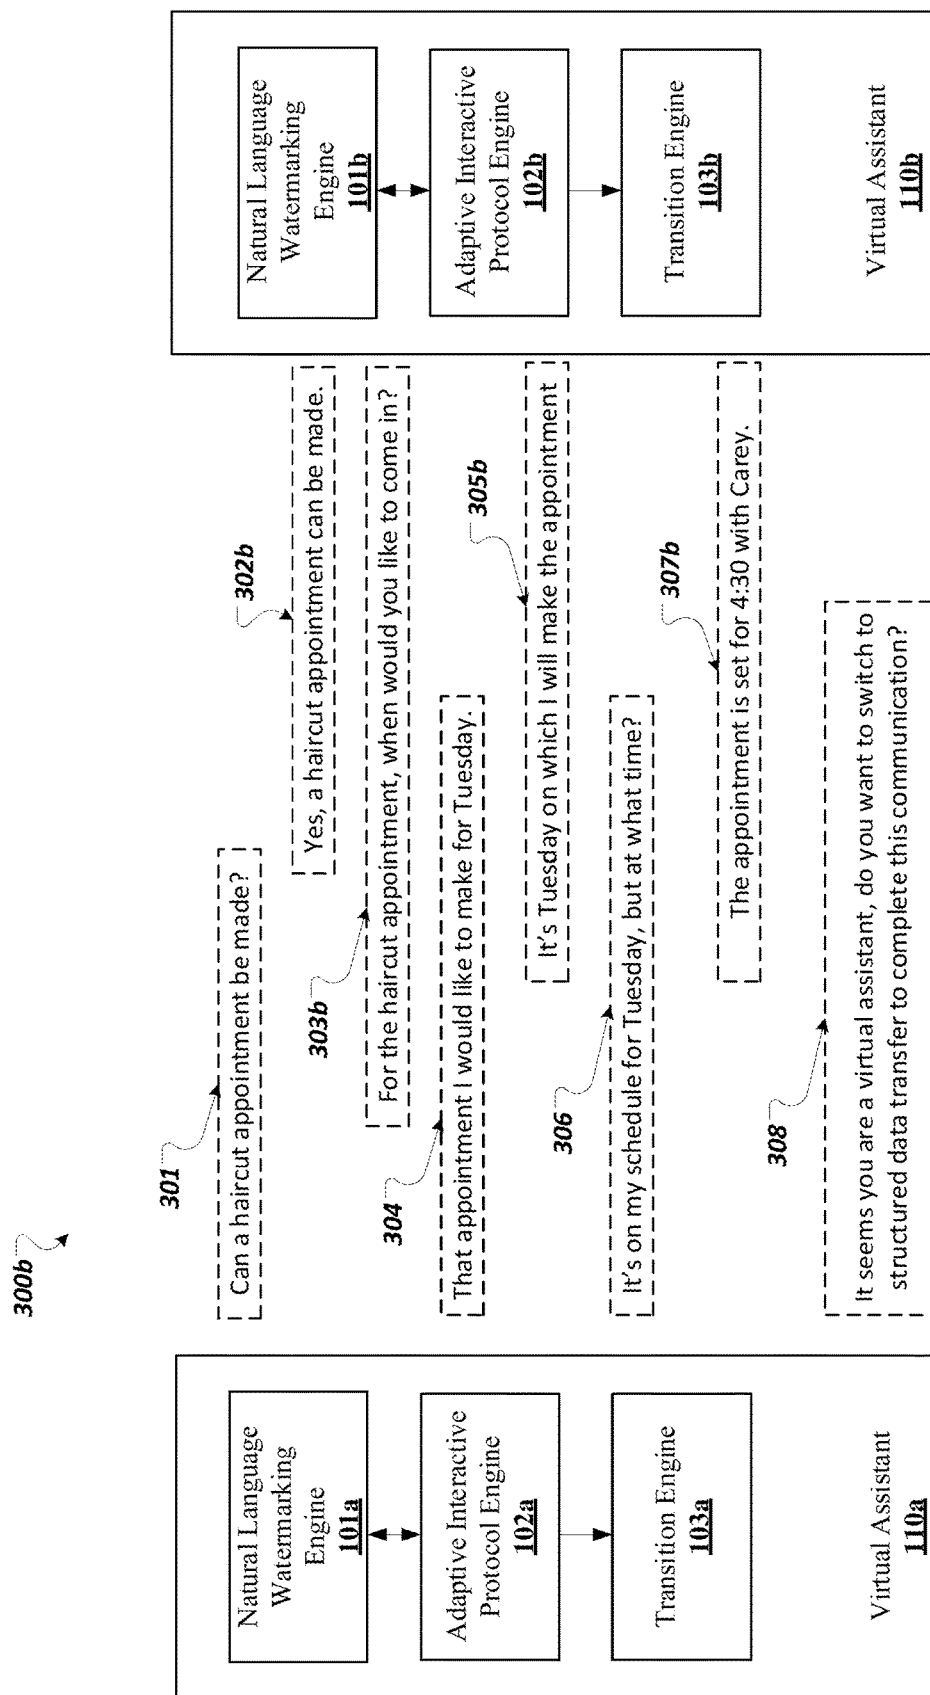 300b
Natural Language
Watermarking
Engine
101a
Adaptive Interactive
Protocol Engine
102a
Transition Engine
103a
Virtual Assistant
110a
301
Can a haircut appointment be made?
302b
Yes, a haircut appointment can be made.
303b
For the haircut appointment, when would you like to come in?
304
That appointment I would like to make for Tuesday.
305b
It's Tuesday on which I will make the appointment
306
It's on my schedule for Tuesday, but at what time?
307b
The appointment is set for 4:30 with Carey.
308
It seems you are a virtual assistant, do you want to switch to
structured data transfer to complete this communication?
Natural Language
Watermarking
Engine
101b
Adaptive Interactive
Protocol Engine
102b
Transition Engine
103b
Virtual Assistant
110b